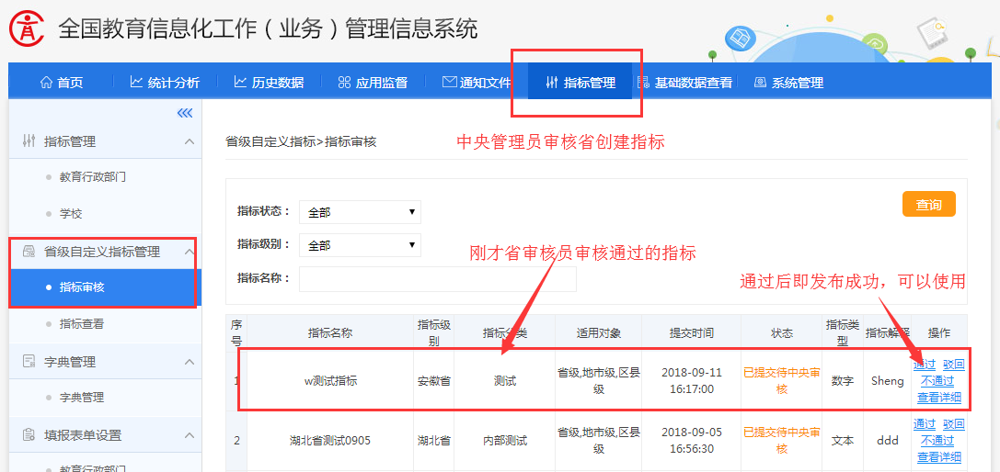 全国教育信息化工作（业务）管理信息系统
首页 统计分析 历史数据 应用监督 通知文件 指标管理 基础数据查看 系统管理
指标管理
教育行政部门
学校
省级自定义指标管理
指标审核
指标查看
字典管理
字典管理
填报表单设置
教育行政部门
省级自定义指标>指标审核
中央管理员审核省创建指标
指标状态： 全部
查询
指标级别： 全部
刚才省审核员审核通过的指标
指标名称：
通过后即发布成功，可以使用
序号 指标名称 指标级别 指标分类 适用对象 提交时间 状态 指标类型 指标解释 操作
1 w测试指标 安徽省 测试 省级,地市级,区县级 2018-09-11 16:17:00 已提交待中央审核 数字 Sheng 通过 驳回 不通过 查看详细
2 湖北省测试0905 湖北省 内部测试 省级,地市级,区县级 2018-09-05 16:56:30 已提交待中央审核 文本 ddd 通过 驳回 不通过 查看详细